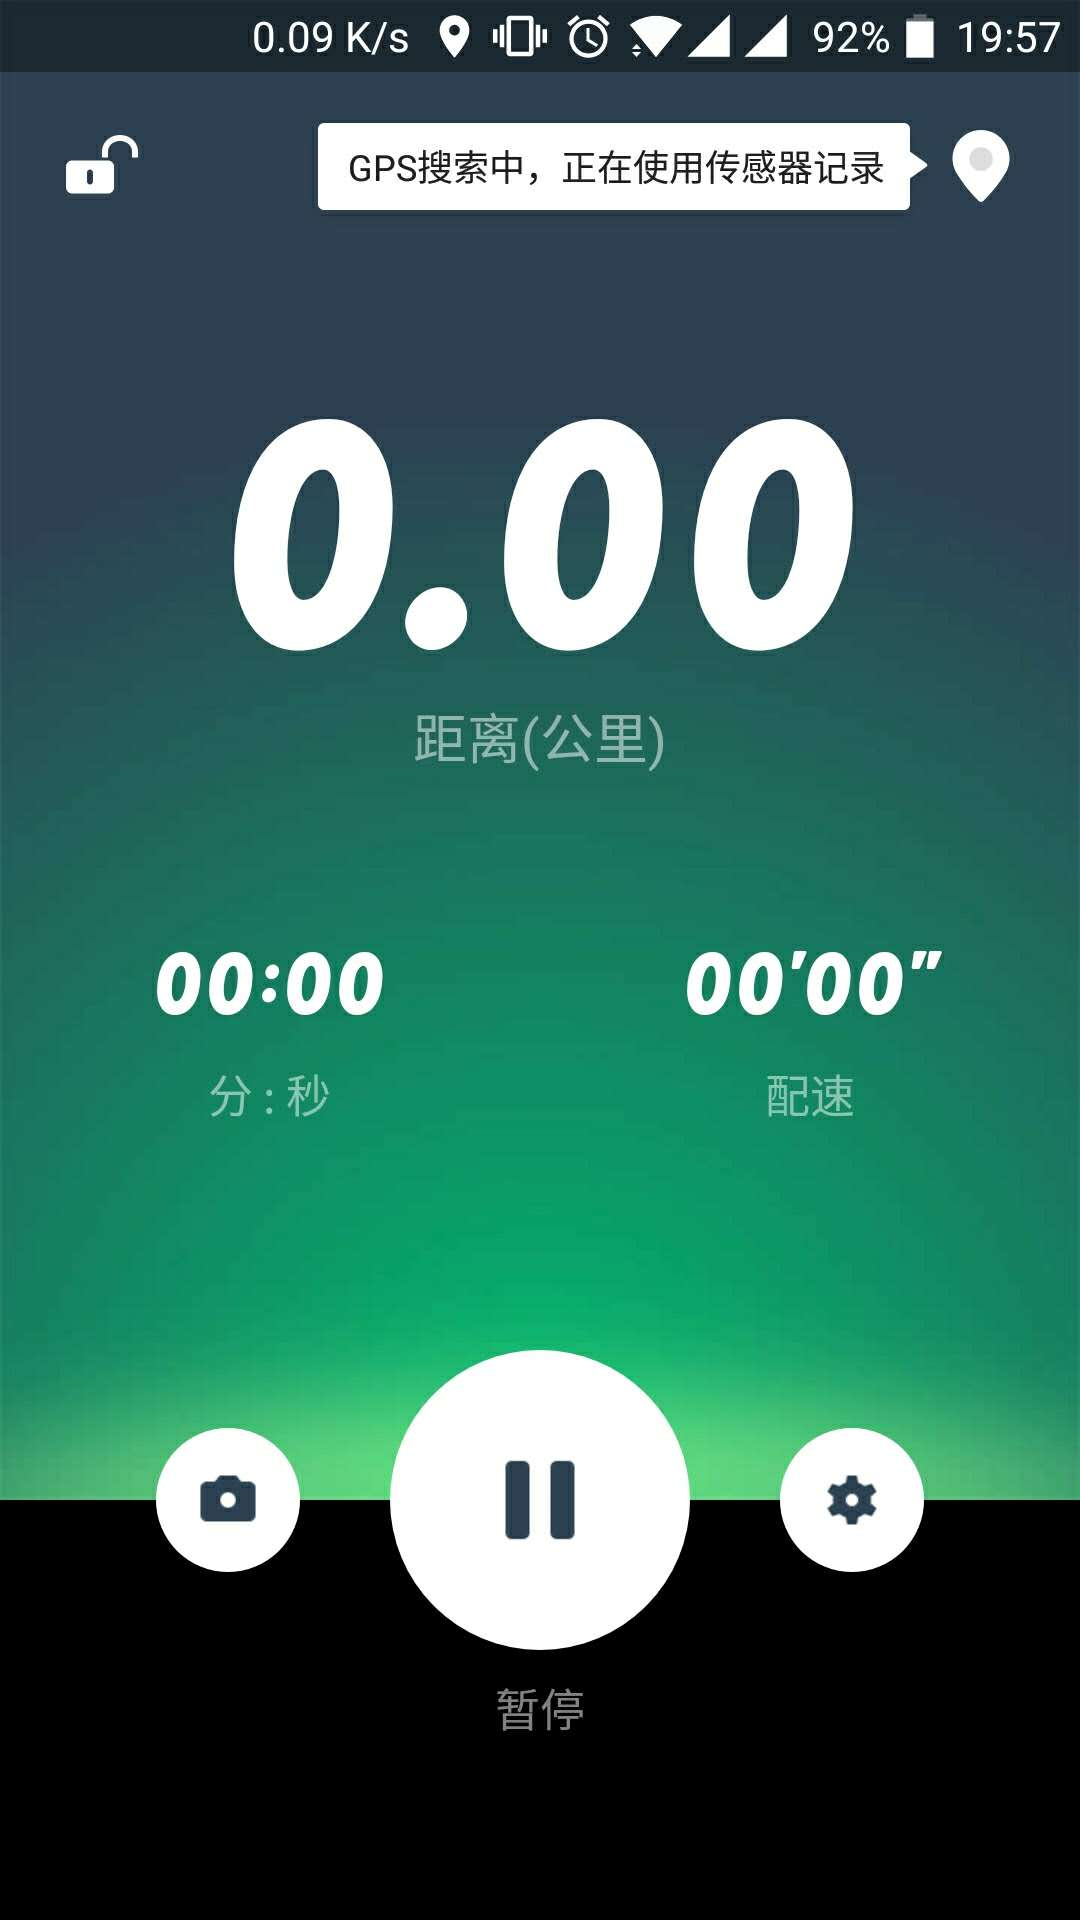 0.09 K/s 92% 19:57
GPS搜索中，正在使用传感器记录
0.00
距离(公里)
00:00 00'00"
分 : 秒 配速
暂停